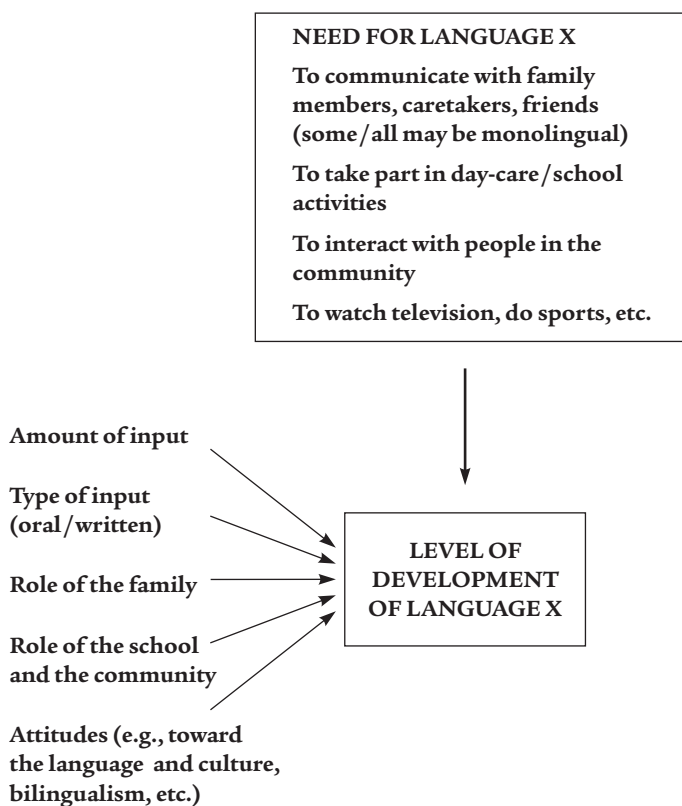 NEED FOR LANGUAGE X
To communicate with family
members, caretakers, friends
(some/all may be monolingual)
To take part in day-care/school
activities
To interact with people in the
community
To watch television, do sports, etc.
Amount of input
Type of input
(oral/written)
Role of the family
Role of the school
and the community
Attitudes (e.g., toward
the language and culture,
bilingualism, etc.)
LEVEL OF
DEVELOPMENT
OF LANGUAGE X